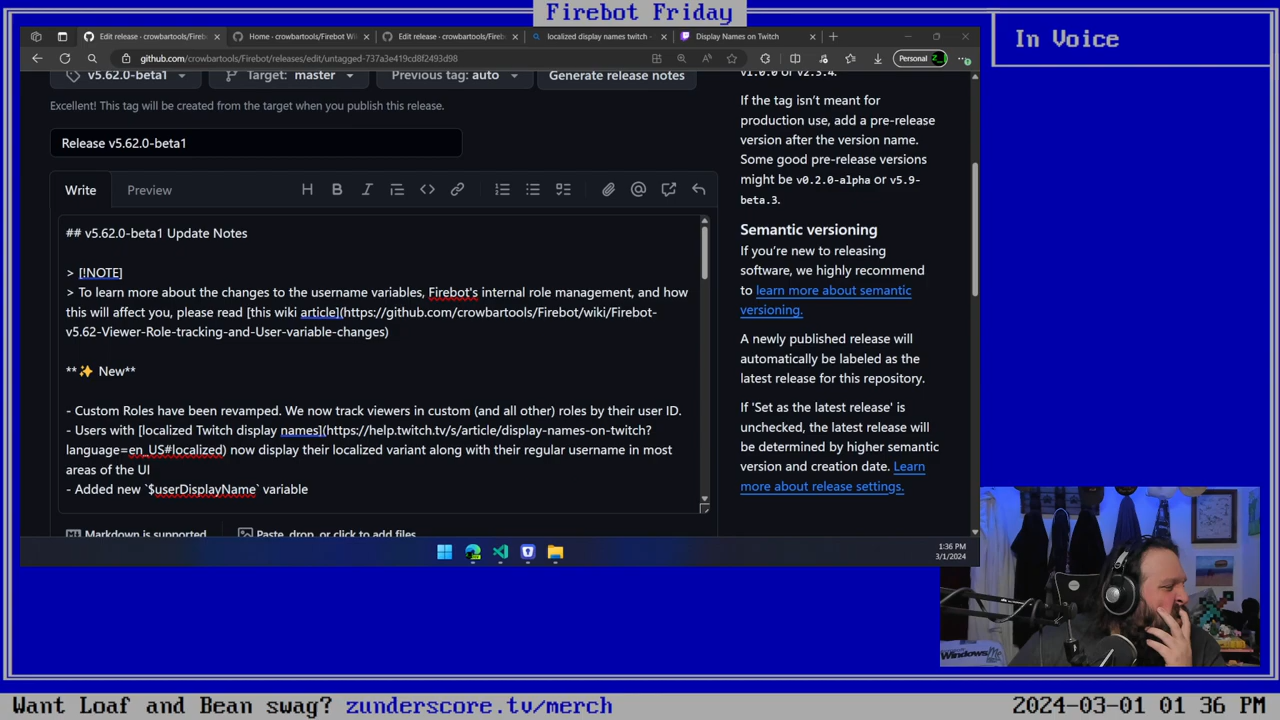 Firebot Friday
In Voice
Edit release · crowbartools/Fireb
Home · crowbartools/Firebot Wi
Edit release · crowbartools/Fireb
localized display names twitch -
Display Names on Twitch
github.com/crowbartools/Firebot/releases/edit/untagged-737a3e419cd8f2493d98
Personal
v5.62.0-beta1
Target: master
Previous tag: auto
Generate release notes
Excellent! This tag will be created from the target when you publish this release.
Release v5.62.0-beta1
Write
Preview
## v5.62.0-beta1 Update Notes
> [!NOTE]
> To learn more about the changes to the username variables, Firebot's internal role management, and how
this will affect you, please read [this wiki article](https://github.com/crowbartools/Firebot/wiki/Firebot-
v5.62-Viewer-Role-tracking-and-User-variable-changes)
**✨ New**
- Custom Roles have been revamped. We now track viewers in custom (and all other) roles by their user ID.
- Users with [localized Twitch display names](https://help.twitch.tv/s/article/display-names-on-twitch?
language=en_US#localized) now display their localized variant along with their regular username in most
areas of the UI
- Added new `$userDisplayName` variable
Markdown is supported
Paste, drop, or click to add files
v1.0.0 or v2.3.4.
If the tag isn't meant for
production use, add a pre-release
version after the version name.
Some good pre-release versions
might be v0.2.0-alpha or v5.9-
beta.3.
Semantic versioning
If you're new to releasing
software, we highly recommend
to learn more about semantic
versioning.
A newly published release will
automatically be labeled as the
latest release for this repository.
If 'Set as the latest release' is
unchecked, the latest release will
be determined by higher semantic
version and creation date. Learn
more about release settings.
1:36 PM
3/1/2024
Want Loaf and Bean swag? zunderscore.tv/merch
2024-03-01 01 36 PM